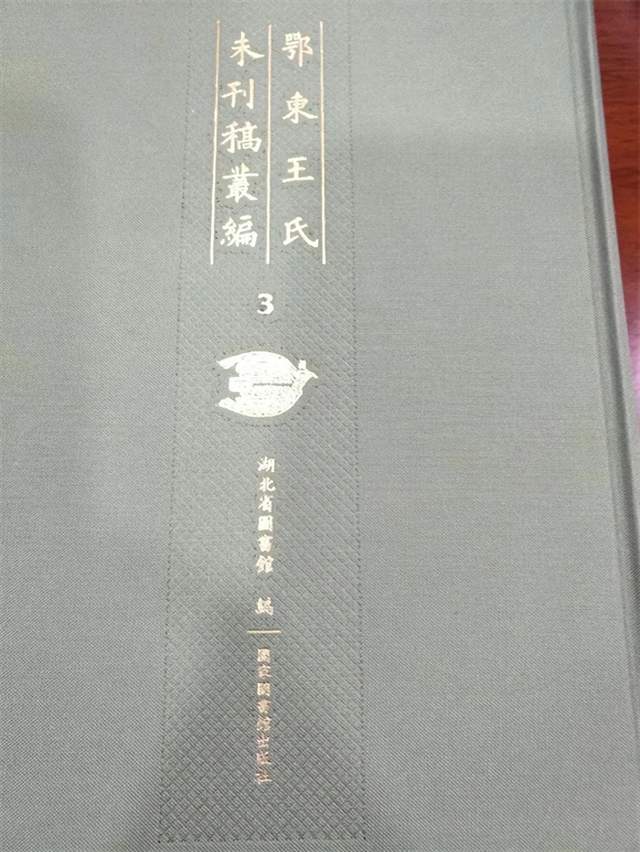 鄂東王氏
未刊稿叢編
3
湖北省圖書館 編
國家圖書館出版社